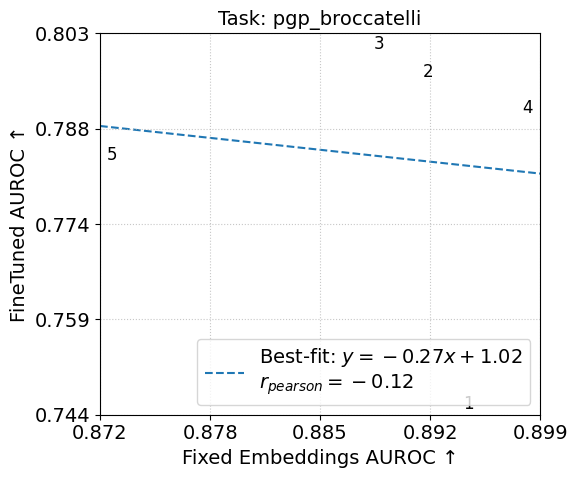 Task: pgp_broccatelli
0.803
3
2
4
0.788
5
0.774
0.759
Best-fit: y = −0.27x + 1.02
r_pearson = −0.12
1
0.744
0.872 0.878 0.885 0.892 0.899
Fixed Embeddings AUROC ↑
FineTuned AUROC ↑